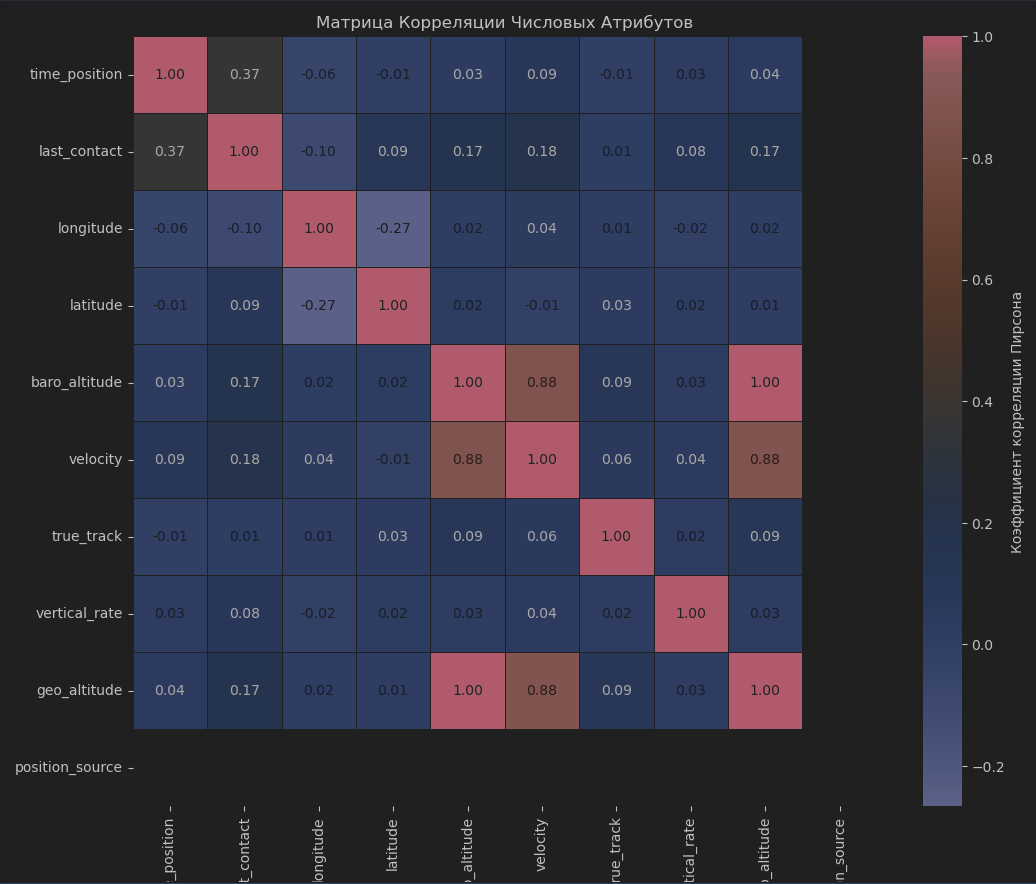 Матрица Корреляции Числовых Атрибутов
time_position 1.00 0.37 -0.06 -0.01 0.03 0.09 -0.01 0.03 0.04
last_contact 0.37 1.00 -0.10 0.09 0.17 0.18 0.01 0.08 0.17
longitude -0.06 -0.10 1.00 -0.27 0.02 0.04 0.01 -0.02 0.02
latitude -0.01 0.09 -0.27 1.00 0.02 -0.01 0.03 0.02 0.01
baro_altitude 0.03 0.17 0.02 0.02 1.00 0.88 0.09 0.03 1.00
velocity 0.09 0.18 0.04 -0.01 0.88 1.00 0.06 0.04 0.88
true_track -0.01 0.01 0.01 0.03 0.09 0.06 1.00 0.02 0.09
vertical_rate 0.03 0.08 -0.02 0.02 0.03 0.04 0.02 1.00 0.03
geo_altitude 0.04 0.17 0.02 0.01 1.00 0.88 0.09 0.03 1.00
position_source
_position
t_contact
longitude
latitude
o_altitude
velocity
rue_track
tical_rate
o_altitude
n_source
1.0
0.8
0.6
0.4
0.2
0.0
−0.2
Коэффициент корреляции Пирсона